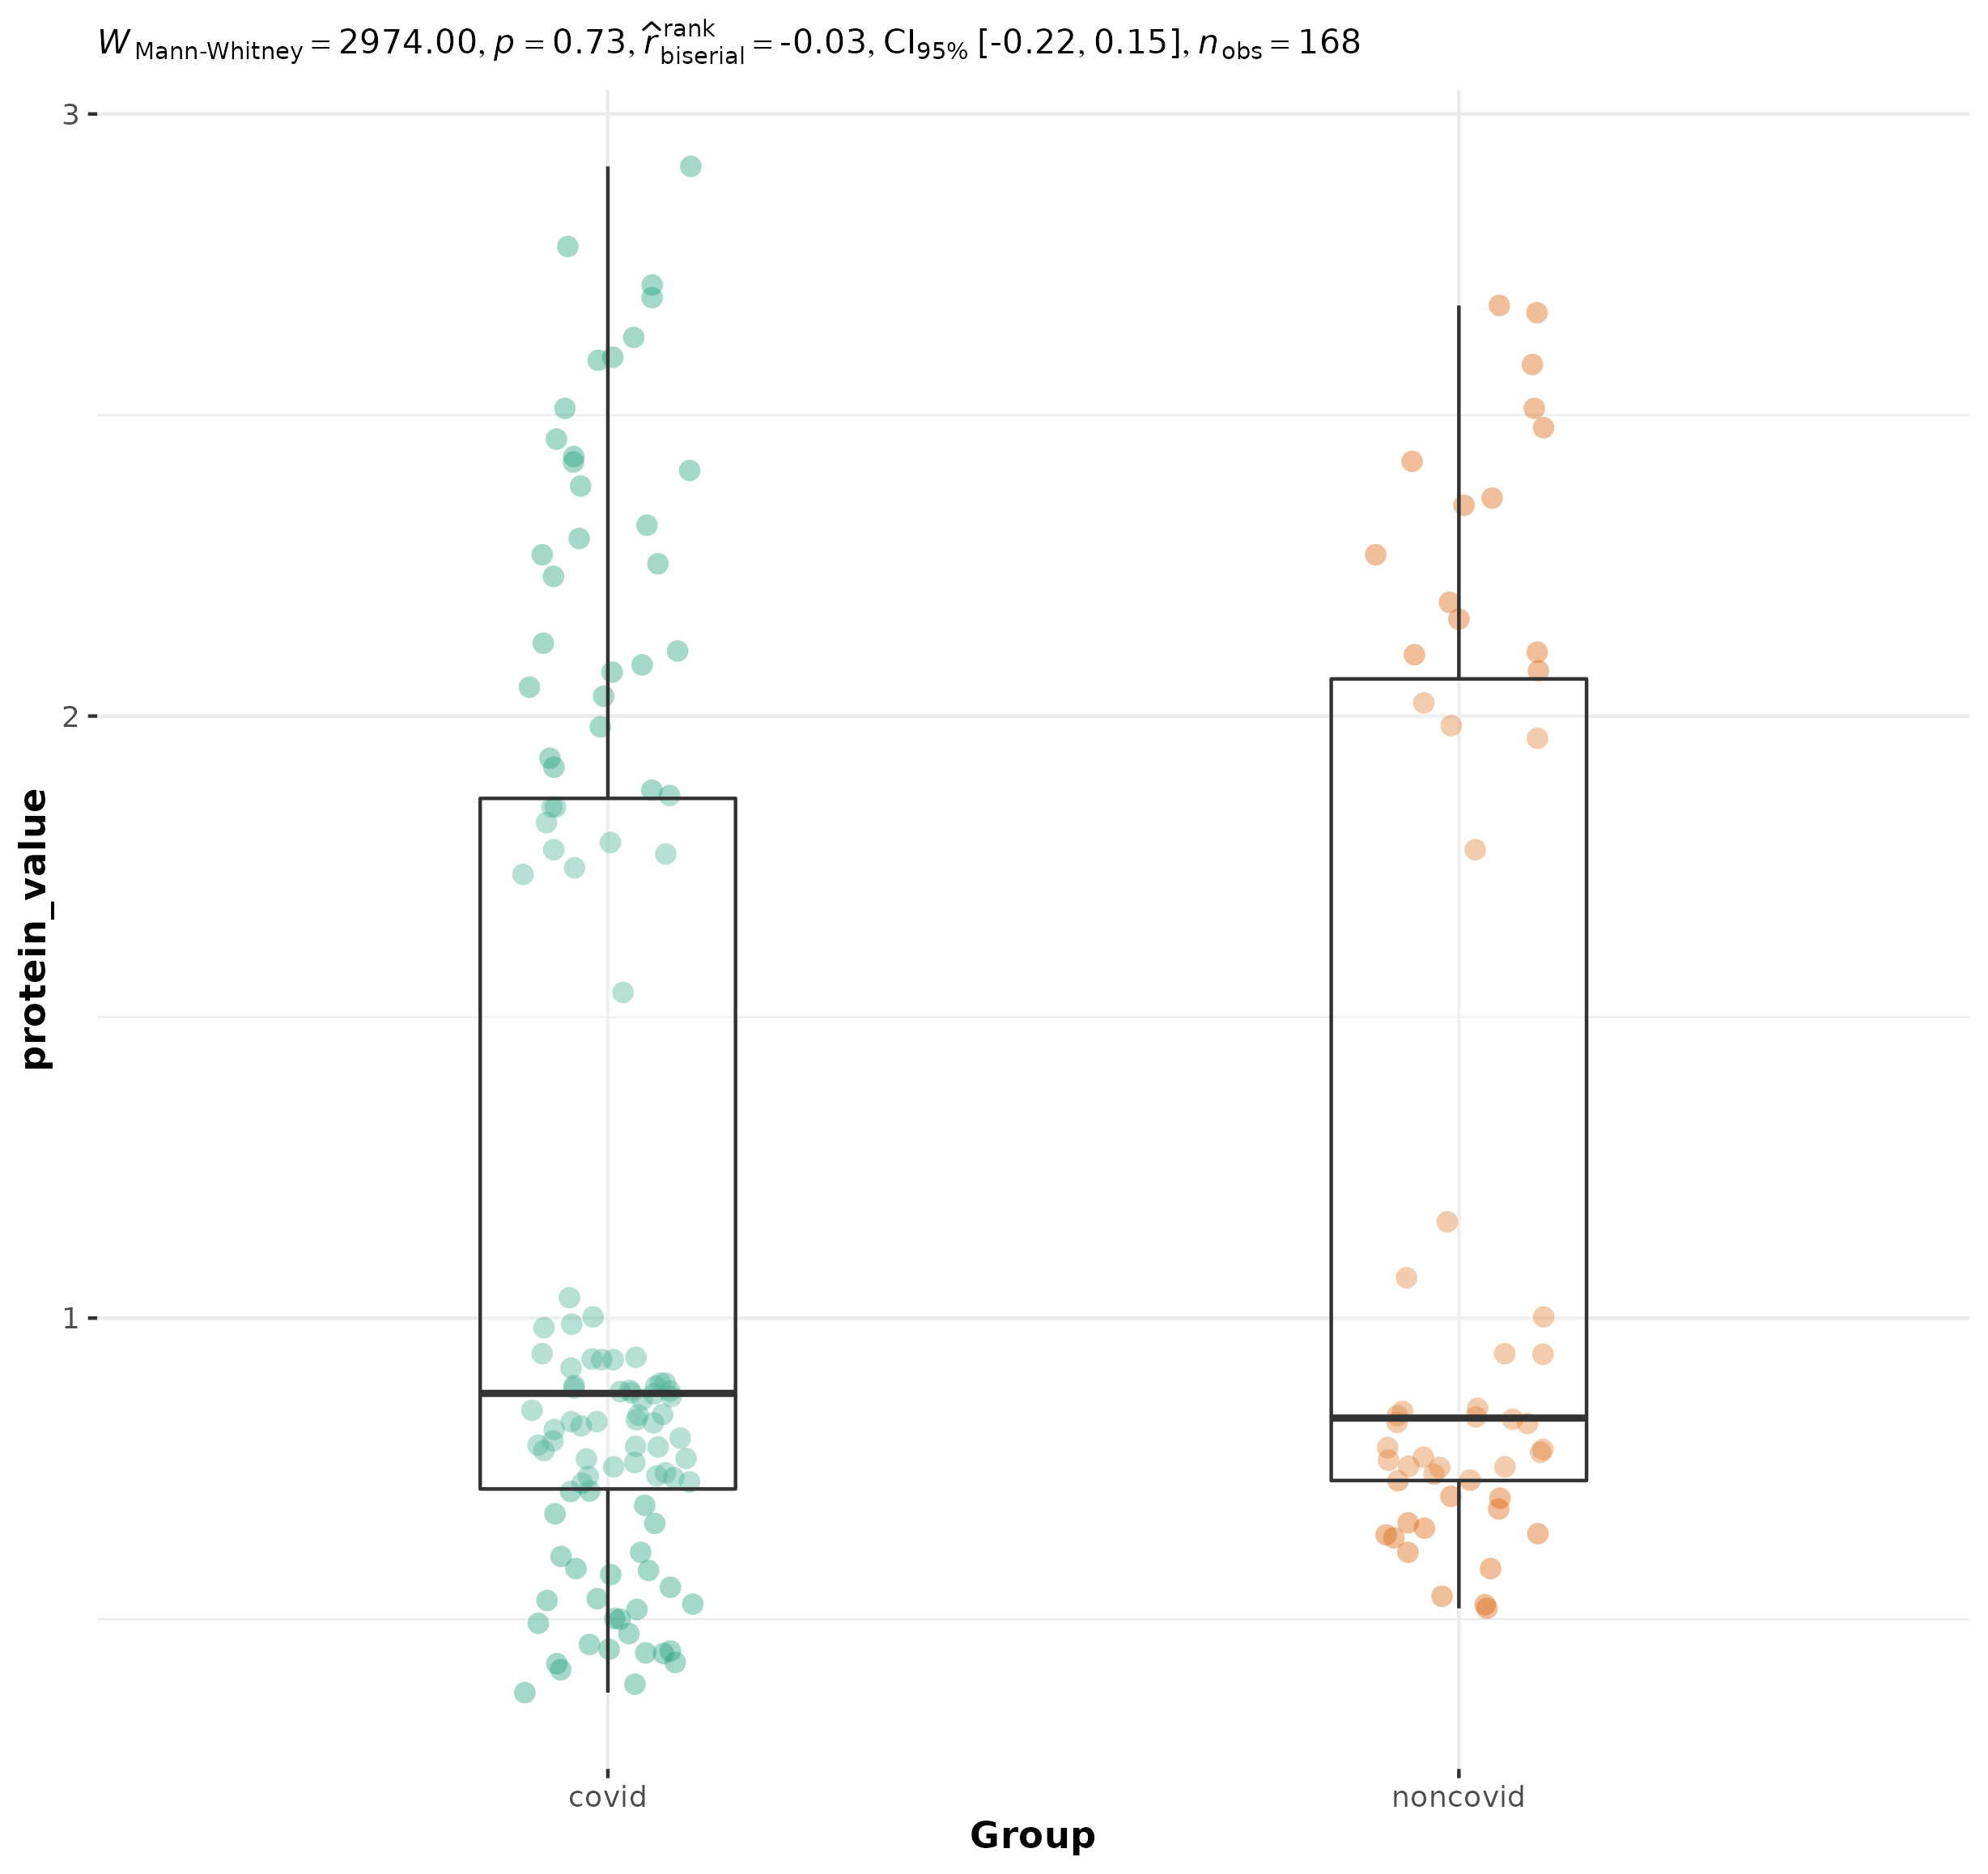 W Mann-Whitney = 2974.00, p = 0.73, r̂ rank biserial = -0.03, CI95% [-0.22, 0.15], nobs = 168
3
2
1
protein_value
covid noncovid
Group